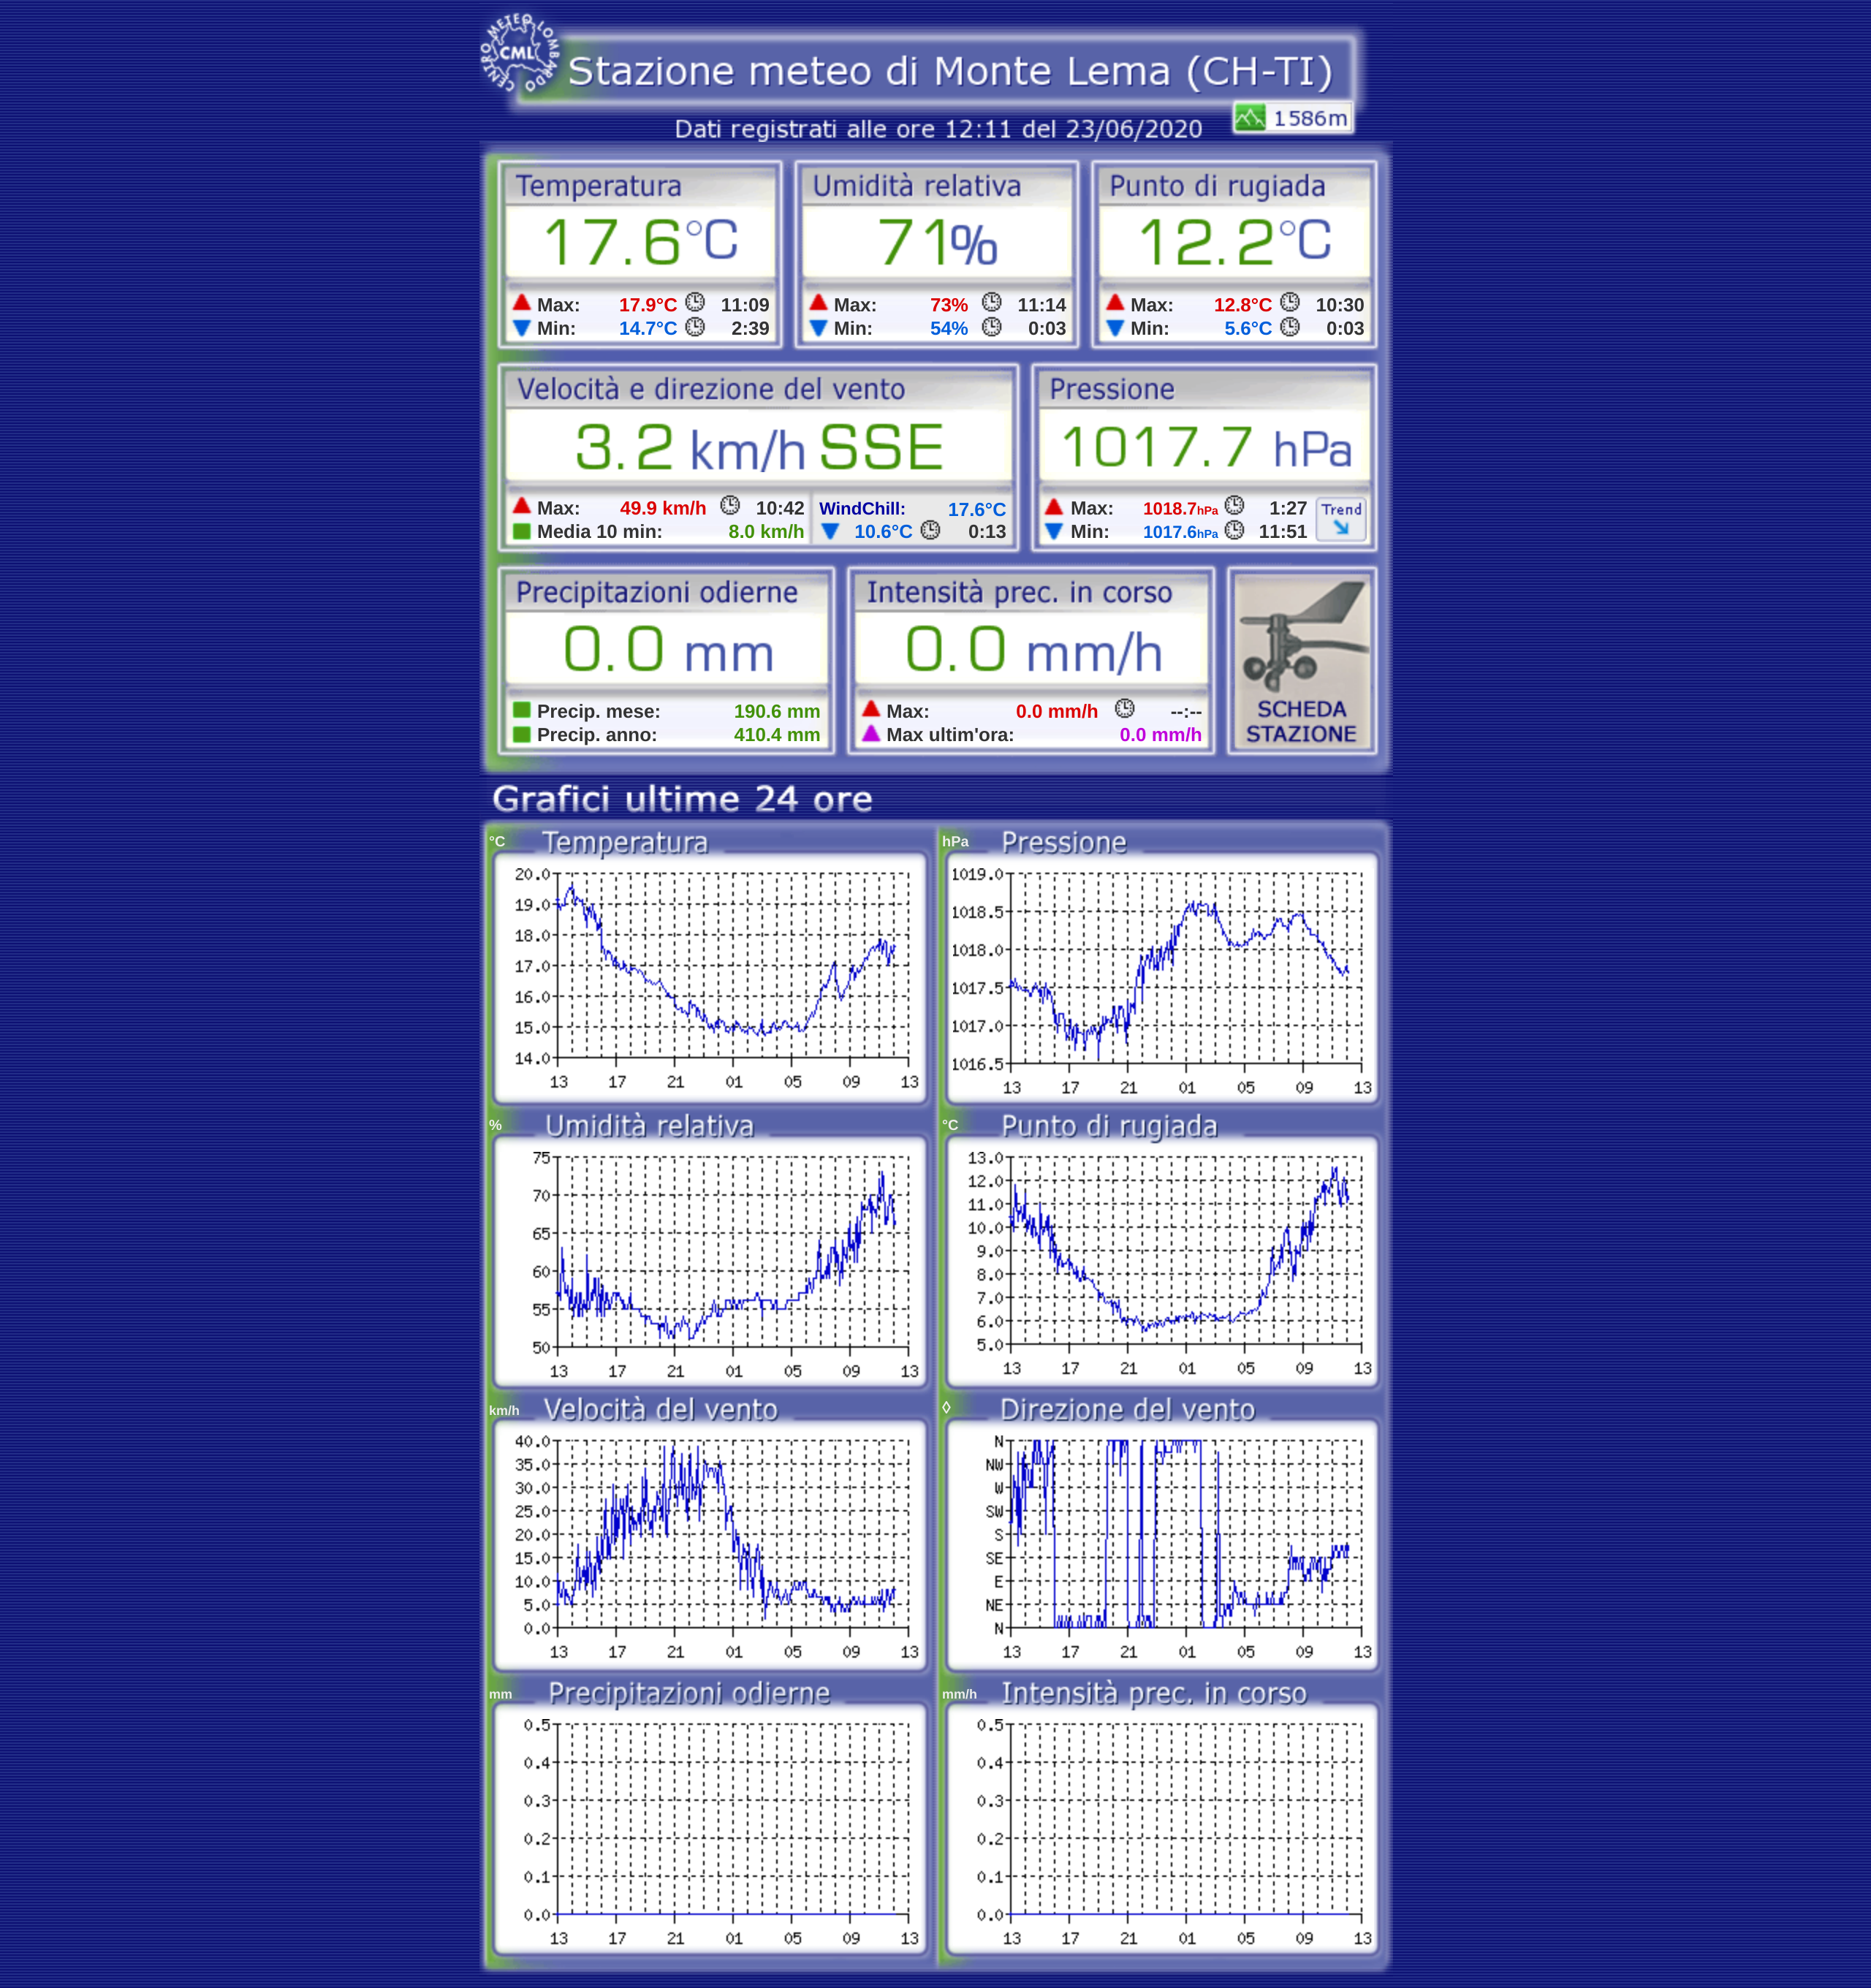 CENTRO METEO LOMBARDO
CML
Stazione meteo di Monte Lema (CH-TI)
1586m
Dati registrati alle ore 12:11 del 23/06/2020
Temperatura
17.6°C
Max: 17.9°C 11:09
Min: 14.7°C 2:39
Umidità relativa
71%
Max: 73% 11:14
Min: 54% 0:03
Punto di rugiada
12.2°C
Max: 12.8°C 10:30
Min: 5.6°C 0:03
Velocità e direzione del vento
3.2 km/h SSE
Max: 49.9 km/h 10:42
Media 10 min: 8.0 km/h
WindChill: 17.6°C
10.6°C 0:13
Pressione
1017.7 hPa
Max: 1018.7hPa 1:27
Min: 1017.6hPa 11:51
Trend
Precipitazioni odierne
0.0 mm
Precip. mese: 190.6 mm
Precip. anno: 410.4 mm
Intensità prec. in corso
0.0 mm/h
Max: 0.0 mm/h --:--
Max ultim'ora: 0.0 mm/h
SCHEDA
STAZIONE
Grafici ultime 24 ore
°C Temperatura
20.0
19.0
18.0
17.0
16.0
15.0
14.0
13 17 21 01 05 09 13
hPa Pressione
1019.0
1018.5
1018.0
1017.5
1017.0
1016.5
13 17 21 01 05 09 13
% Umidità relativa
75
70
65
60
55
50
13 17 21 01 05 09 13
°C Punto di rugiada
13.0
12.0
11.0
10.0
9.0
8.0
7.0
6.0
5.0
13 17 21 01 05 09 13
km/h Velocità del vento
40.0
35.0
30.0
25.0
20.0
15.0
10.0
5.0
0.0
13 17 21 01 05 09 13
◊ Direzione del vento
N
NW
W
SW
S
SE
E
NE
N
13 17 21 01 05 09 13
mm Precipitazioni odierne
0.5
0.4
0.3
0.2
0.1
0.0
13 17 21 01 05 09 13
mm/h Intensità prec. in corso
0.5
0.4
0.3
0.2
0.1
0.0
13 17 21 01 05 09 13